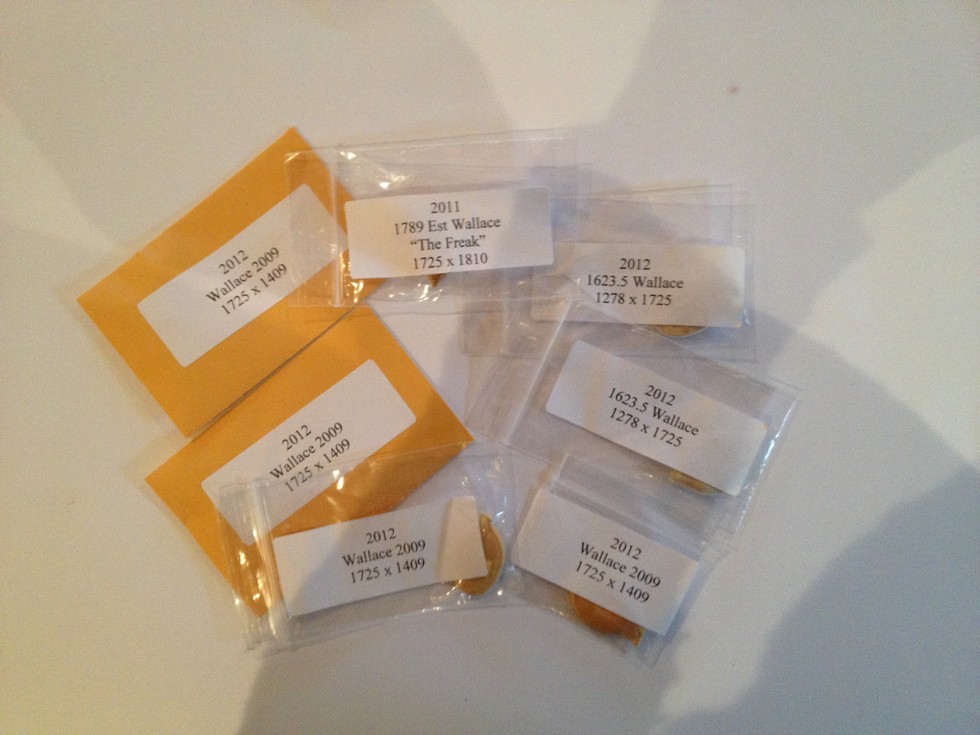 2012
Wallace 2009
1725 x 1409
2011
1789 Est Wallace
“The Freak”
1725 x 1810
2012
1623.5 Wallace
1278 x 1725
2012
1623.5 Wallace
1278 x 1725
2012
Wallace 2009
1725 x 1409
2012
Wallace 2009
1725 x 1409
2012
Wallace 2009
1725 x 1409